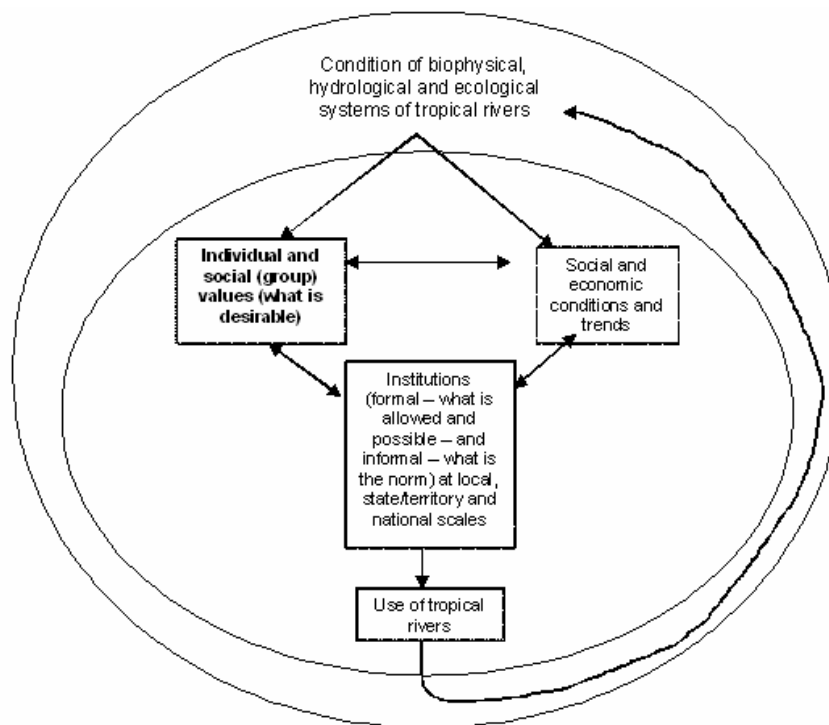 Condition of biophysical,
hydrological and ecological
systems of tropical rivers
Individual and
social (group)
values (what is
desirable)
Social and
economic
conditions and
trends
Institutions
(formal – what is
allowed and
possible – and
informal – what is
the norm) at local,
state/territory and
national scales
Use of tropical
rivers